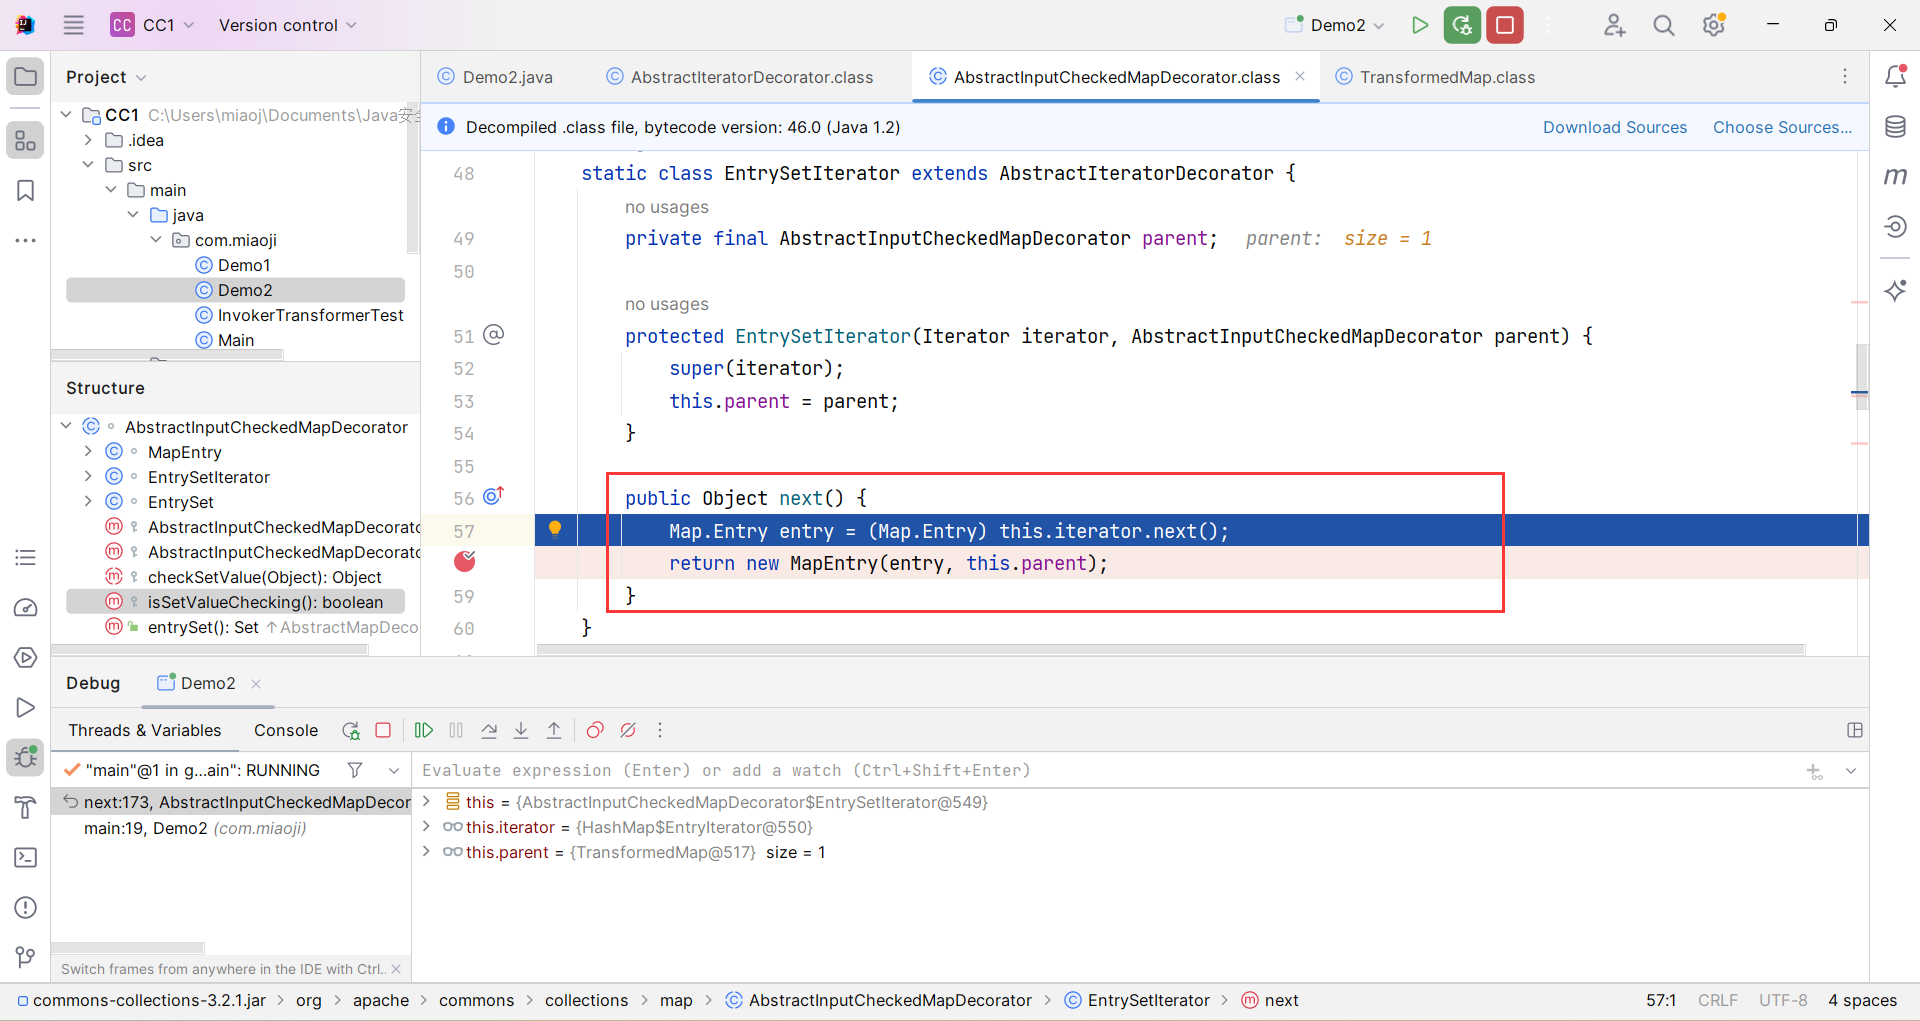 CC CC1 Version control Demo2
Project
Demo2.java AbstractIteratorDecorator.class AbstractInputCheckedMapDecorator.class TransformedMap.class
CC1 C:\Users\miaoj\Documents\Java安全
.idea
src
main
java
com.miaoji
Demo1
Demo2
InvokerTransformerTest
Main
Decompiled .class file, bytecode version: 46.0 (Java 1.2) Download Sources Choose Sources...
48 static class EntrySetIterator extends AbstractIteratorDecorator {
no usages
49 private final AbstractInputCheckedMapDecorator parent; parent: size = 1
50
no usages
51 @ protected EntrySetIterator(Iterator iterator, AbstractInputCheckedMapDecorator parent) {
52 super(iterator);
53 this.parent = parent;
54 }
55
56 public Object next() {
57 Map.Entry entry = (Map.Entry) this.iterator.next();
return new MapEntry(entry, this.parent);
59 }
60 }
Structure
AbstractInputCheckedMapDecorator
MapEntry
EntrySetIterator
EntrySet
AbstractInputCheckedMapDecorato
AbstractInputCheckedMapDecorato
checkSetValue(Object): Object
isSetValueChecking(): boolean
entrySet(): Set ↑AbstractMapDeco
Debug Demo2
Threads & Variables Console
"main"@1 in g...ain": RUNNING
next:173, AbstractInputCheckedMapDecor
main:19, Demo2 (com.miaoji)
Evaluate expression (Enter) or add a watch (Ctrl+Shift+Enter)
this = {AbstractInputCheckedMapDecorator$EntrySetIterator@549}
this.iterator = {HashMap$EntryIterator@550}
this.parent = {TransformedMap@517} size = 1
Switch frames from anywhere in the IDE with Ctrl..
commons-collections-3.2.1.jar > org > apache > commons > collections > map > AbstractInputCheckedMapDecorator > EntrySetIterator > next 57:1 CRLF UTF-8 4 spaces